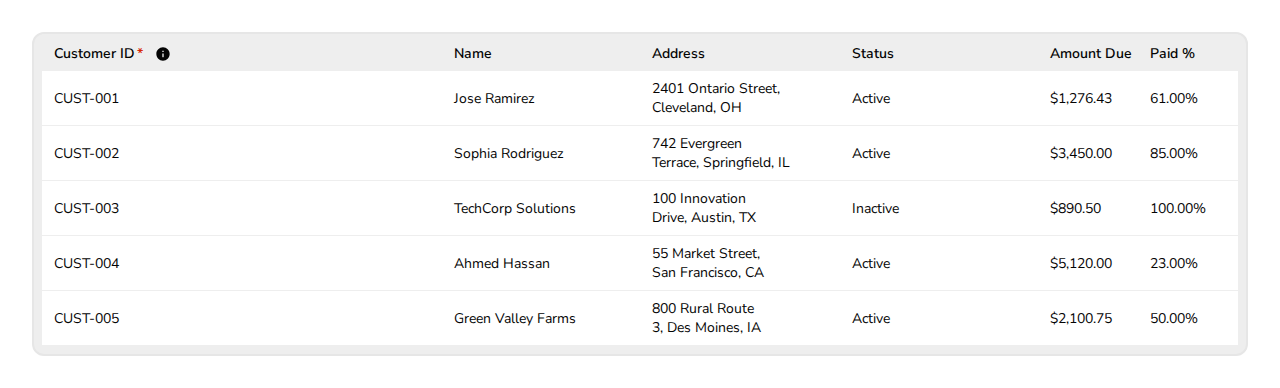 Customer ID* Name Address Status Amount Due Paid %
CUST-001 Jose Ramirez 2401 Ontario Street, Active $1,276.43 61.00%
Cleveland, OH
CUST-002 Sophia Rodriguez 742 Evergreen Active $3,450.00 85.00%
Terrace, Springfield, IL
CUST-003 TechCorp Solutions 100 Innovation Inactive $890.50 100.00%
Drive, Austin, TX
CUST-004 Ahmed Hassan 55 Market Street, Active $5,120.00 23.00%
San Francisco, CA
CUST-005 Green Valley Farms 800 Rural Route Active $2,100.75 50.00%
3, Des Moines, IA